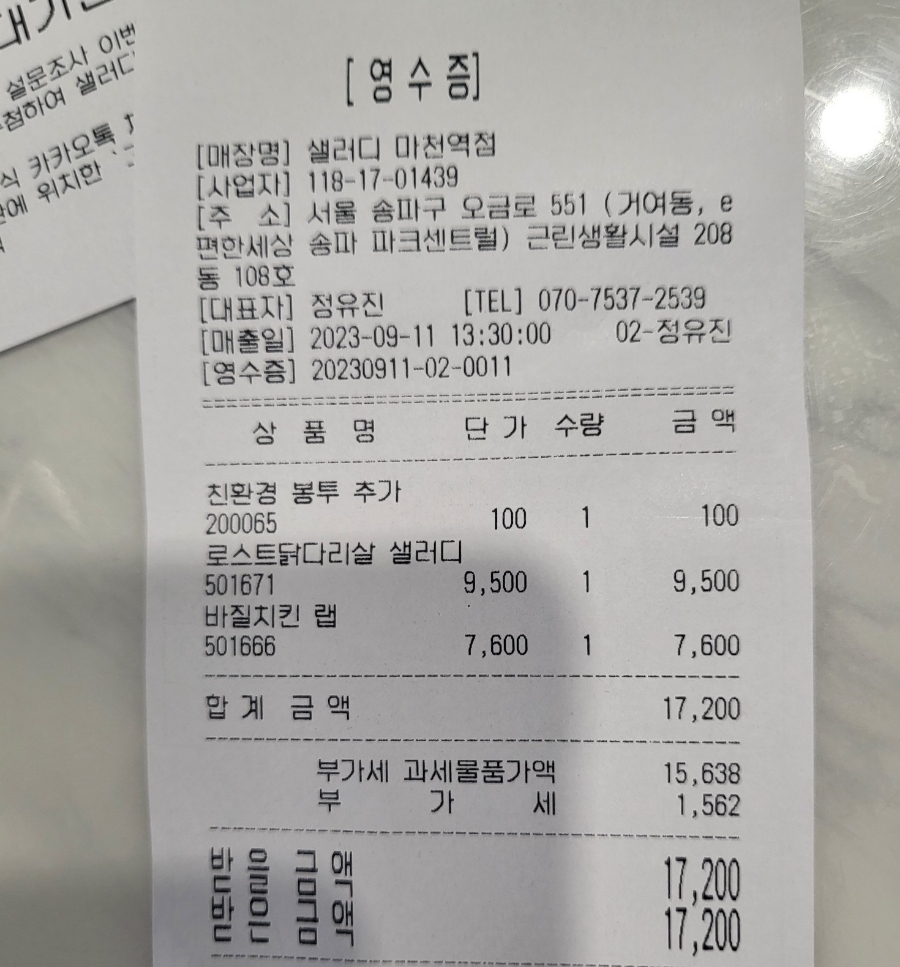 설문조사 이벤
첨하여 샐러디
식 카카오톡
에 위치한
[ 영 수 증]
[매장명] 샐러디 마천역점
[사업자] 118-17-01439
[주 소] 서울 송파구 오금로 551 (거여동, e
편한세상 송파 파크센트럴) 근린생활시설 208
동 108호
[대표자] 정유진 [TEL] 070-7537-2539
[매출일] 2023-09-11 13:30:00 02-정유진
[영수증] 20230911-02-0011
상 품 명 단 가 수량 금 액
친환경 봉투 추가
200065 100 1 100
로스트닭다리살 샐러디
501671 9,500 1 9,500
바질치킨 랩
501666 7,600 1 7,600
합 계 금 액 17,200
부가세 과세물품가액 15,638
부 가 세 1,562
받 을 금 액 17,200
받 은 금 액 17,200